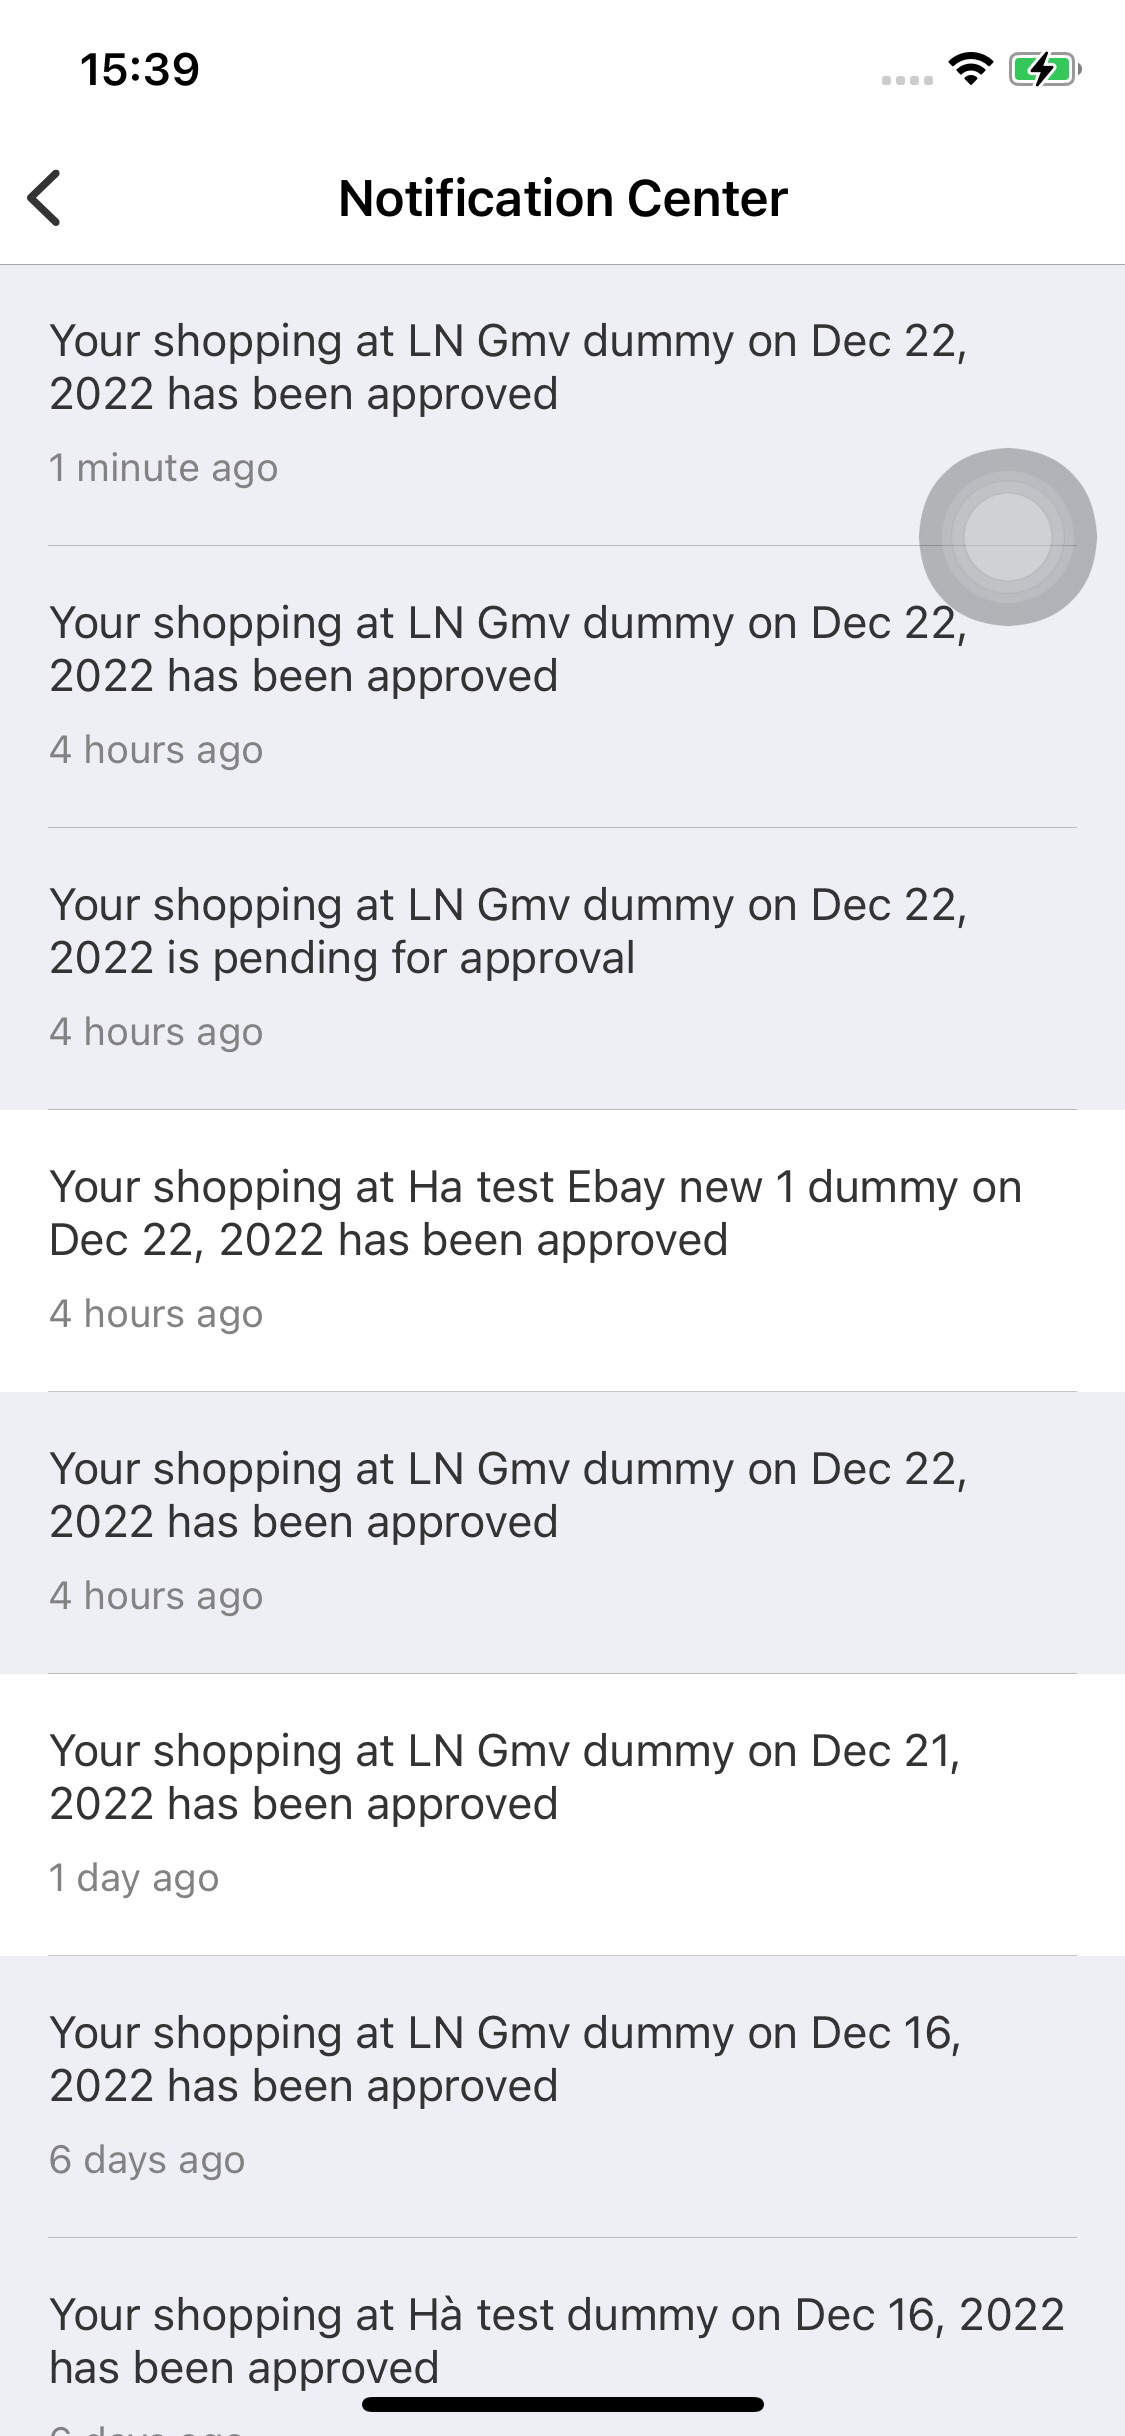 15:39
Notification Center
Your shopping at LN Gmv dummy on Dec 22,
2022 has been approved
1 minute ago
Your shopping at LN Gmv dummy on Dec 22,
2022 has been approved
4 hours ago
Your shopping at LN Gmv dummy on Dec 22,
2022 is pending for approval
4 hours ago
Your shopping at Ha test Ebay new 1 dummy on
Dec 22, 2022 has been approved
4 hours ago
Your shopping at LN Gmv dummy on Dec 22,
2022 has been approved
4 hours ago
Your shopping at LN Gmv dummy on Dec 21,
2022 has been approved
1 day ago
Your shopping at LN Gmv dummy on Dec 16,
2022 has been approved
6 days ago
Your shopping at Hà test dummy on Dec 16, 2022
has been approved